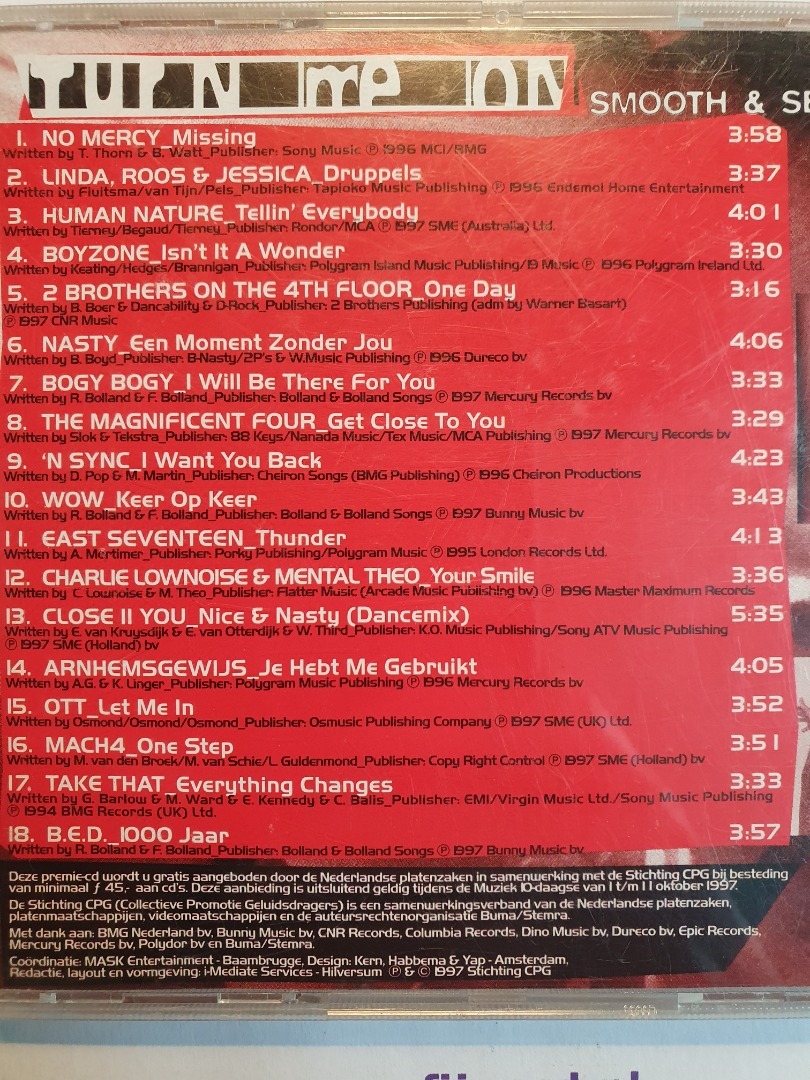 TURN me ON SMOOTH & SE
1. NO MERCY_Missing 3:58
Written by T. Thorn & B. Watt_Publisher: Sony Music ℗ 1996 MCI/BMG
2. LINDA, ROOS & JESSICA_Druppels 3:37
Written by Fluitsma/van Tijn/Pels_Publisher: Tapioko Music Publishing ℗ 1996 Endemol Home Entertainment
3. HUMAN NATURE_Tellin' Everybody 4:01
Written by Tierney/Begaud/Tierney_Publisher: Rondor/MCA ℗ 1997 SME (Australia) Ltd.
4. BOYZONE_Isn't It A Wonder 3:30
Written by Keating/Hedges/Brannigan_Publisher: Polygram Island Music Publishing/19 Music ℗ 1996 Polygram Ireland Ltd.
5. 2 BROTHERS ON THE 4TH FLOOR_One Day 3:16
Written by B. Boer & Dancability & D-Rock_Publisher: 2 Brothers Publishing (adm by Warner Basart)
℗ 1997 CNR Music
6. NASTY_Een Moment Zonder Jou 4:06
Written by B. Boyd_Publisher: B-Nasty/2P's & W.Music Publishing ℗ 1996 Dureco bv
7. BOGY BOGY_I Will Be There For You 3:33
Written by R. Bolland & F. Bolland_Publisher: Bolland & Bolland Songs ℗ 1997 Mercury Records bv
8. THE MAGNIFICENT FOUR_Get Close To You 3:29
Written by Slok & Tekstra_Publisher: 88 Keys/Nanada Music/Tex Music/MCA Publishing ℗ 1997 Mercury Records bv
9. 'N SYNC_I Want You Back 4:23
Written by D. Pop & M. Martin_Publisher: Cheiron Songs (BMG Publishing) ℗ 1996 Cheiron Productions
10. WOW_Keer Op Keer 3:43
Written by R. Bolland & F. Bolland_Publisher: Bolland & Bolland Songs ℗ 1997 Bunny Music bv
11. EAST SEVENTEEN_Thunder 4:13
Written by A. Mortimer_Publisher: Porky Publishing/Polygram Music ℗ 1995 London Records Ltd.
12. CHARLIE LOWNOISE & MENTAL THEO_Your Smile 3:36
Written by C. Lownoise & M. Theo_Publisher: Flatter Music (Arcade Music Publishing bv) ℗ 1996 Master Maximum Records
13. CLOSE II YOU_Nice & Nasty (Dancemix) 5:35
Written by E. van Kruysdijk & E. van Otterdijk & W. Third_Publisher: K.O. Music Publishing/Sony ATV Music Publishing
℗ 1997 SME (Holland) bv
14. ARNHEMSGEWIJS_Je Hebt Me Gebruikt 4:05
Written by A.G. & K. Linger_Publisher: Polygram Music Publishing ℗ 1996 Mercury Records bv
15. OTT_Let Me In 3:52
Written by Osmond/Osmond/Osmond_Publisher: Osmusic Publishing Company ℗ 1997 SME (UK) Ltd.
16. MACH4_One Step 3:51
Written by M. van den Broek/M. van Schie/L. Guldenmond_Publisher: Copy Right Control ℗ 1997 SME (Holland) bv
17. TAKE THAT_Everything Changes 3:33
Written by G. Barlow & M. Ward & E. Kennedy & C. Balis_Publisher: EMI/Virgin Music Ltd./Sony Music Publishing
℗ 1994 BMG Records (UK) Ltd.
18. B.E.D._1000 Jaar 3:57
Written by R. Bolland & F. Bolland_Publisher: Bolland & Bolland Songs ℗ 1997 Bunny Music bv
Deze premie-cd wordt u gratis aangeboden door de Nederlandse platenzaken in samenwerking met de Stichting CPG bij besteding
van minimaal ƒ 45,- aan cd's. Deze aanbieding is uitsluitend geldig tijdens de Muziek 10-daagse van 1 t/m 11 oktober 1997.
De Stichting CPG (Collectieve Promotie Geluidsdragers) is een samenwerkingsverband van de Nederlandse platenzaken,
platenmaatschappijen, videomaatschappijen en de auteursrechtenorganisatie Buma/Stemra.
Met dank aan: BMG Nederland bv, Bunny Music bv, CNR Records, Columbia Records, Dino Music bv, Dureco bv, Epic Records,
Mercury Records bv, Polydor bv en Buma/Stemra.
Coördinatie: MASK Entertainment - Baambrugge, Design: Kern, Habbema & Yap - Amsterdam,
Redactie, layout en vormgeving: i-Mediate Services - Hilversum ℗ & © 1997 Stichting CPG